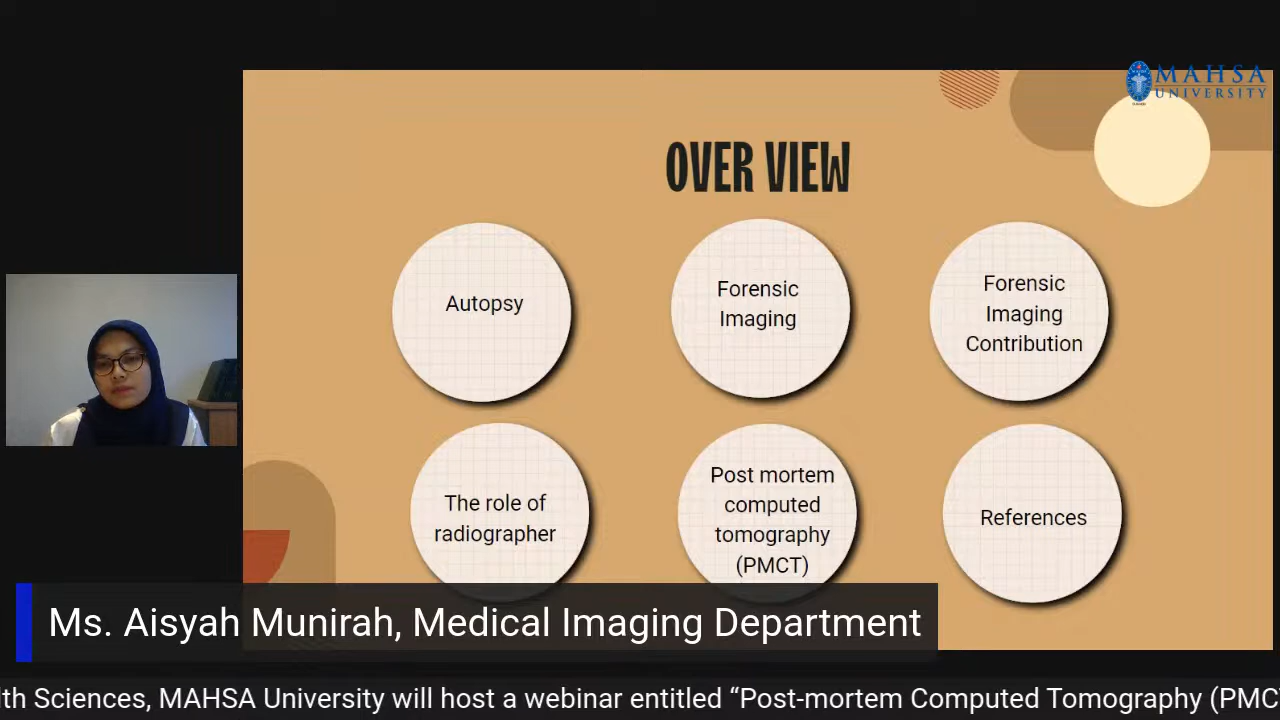 MAHSA
UNIVERSITY
OVER VIEW
Autopsy
Forensic
Imaging
Forensic
Imaging
Contribution
The role of
radiographer
Post mortem
computed
tomography
(PMCT)
References
Ms. Aisyah Munirah, Medical Imaging Department
lth Sciences, MAHSA University will host a webinar entitled “Post-mortem Computed Tomography (PMC